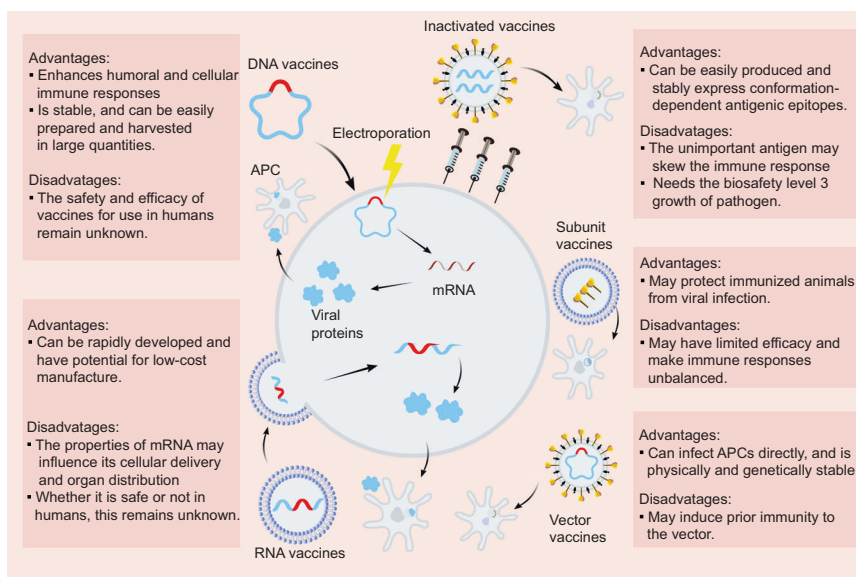 Advantages:
▪ Enhances humoral and cellular
immune responses
▪ Is stable, and can be easily
prepared and harvested
in large quantities.
Disadvatages:
▪ The safety and efficacy of
vaccines for use in humans
remain unknown.
DNA vaccines
Electroporation
APC
Inactivated vaccines
Advantages:
▪ Can be easily produced and
stably express conformation-
dependent antigenic epitopes.
Disadvatages:
▪ The unimportant antigen may
skew the immune response
▪ Needs the biosafety level 3
growth of pathogen.
mRNA
Viral
proteins
Subunit
vaccines
Advantages:
▪ May protect immunized animals
from viral infection.
Disadvantages:
▪ May have limited efficacy and
make immune responses
unbalanced.
Advantages:
▪ Can be rapidly developed and
have potential for low-cost
manufacture.
Disadvantages:
▪ The properties of mRNA may
influence its cellular delivery
and organ distribution
▪ Whether it is safe or not in
humans, this remains unknown.
RNA vaccines
Vector
vaccines
Advantages:
▪ Can infect APCs directly, and is
physically and genetically stable
Disadvantages:
▪ May induce prior immunity to
the vector.